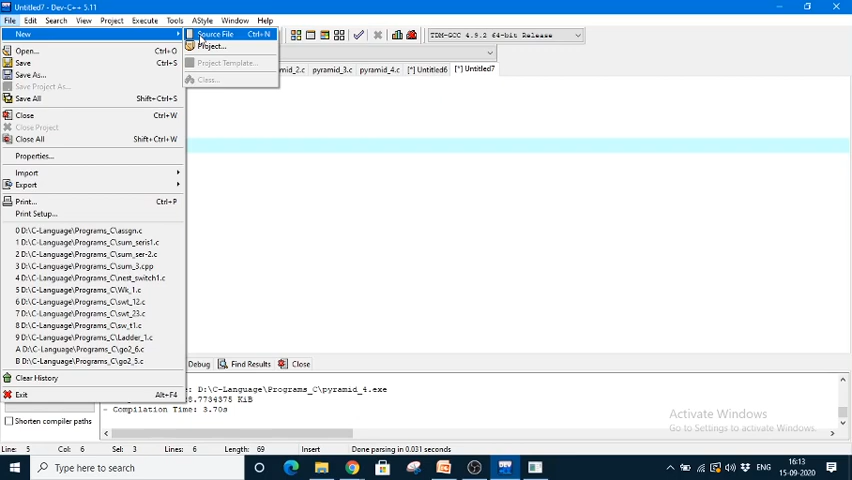 Untitled7 - Dev-C++ 5.11
File Edit Search View Project Execute Tools AStyle Window Help
New
Source File Ctrl+N
Project...
Project Template...
Class...
TDM-GCC 4.9.2 64-bit Release
Open... Ctrl+O
Save Ctrl+S
Save As...
Save Project As...
Save All Shift+Ctrl+S
Close Ctrl+W
Close Project
Close All Shift+Ctrl+W
Properties...
Import
Export
Print... Ctrl+P
Print Setup...
0 D:\C-Language\Programs_C\assgn.c
1 D:\C-Language\Programs_C\sum_seris1.c
2 D:\C-Language\Programs_C\sum_ser-2.c
3 D:\C-Language\Programs_C\sum_3.cpp
4 D:\C-Language\Programs_C\nest_switch1.c
5 D:\C-Language\Programs_C\Wk_1.c
6 D:\C-Language\Programs_C\swt_12.c
7 D:\C-Language\Programs_C\swt_23.c
8 D:\C-Language\Programs_C\sw_t1.c
9 D:\C-Language\Programs_C\Ladder_1.c
A D:\C-Language\Programs_C\go2_6.c
B D:\C-Language\Programs_C\go2_5.c
Clear History
Exit Alt+F4
mid_2.c pyramid_3.c pyramid_4.c [*] Untitled6 [*] Untitled7
Debug Find Results Close
: D:\C-Language\Programs_C\pyramid_4.exe
8.7734375 KiB
- Compilation Time: 3.70s
Shorten compiler paths
Activate Windows
Go to Settings to activate Windows.
Line: 5 Col: 6 Sel: 3 Lines: 6 Length: 69 Insert Done parsing in 0.031 seconds
Type here to search
ENG
16:13
15-09-2020